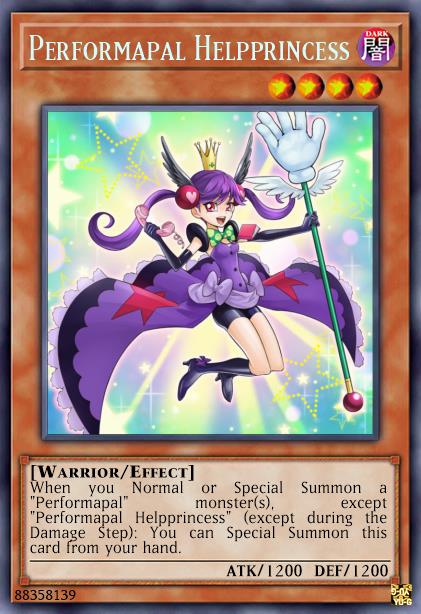 Performapal Helpprincess
DARK
闇
[Warrior/Effect]
When you Normal or Special Summon a
"Performapal" monster(s), except
"Performapal Helpprincess" (except during the
Damage Step): You can Special Summon this
card from your hand.
ATK/1200 DEF/1200
88358139